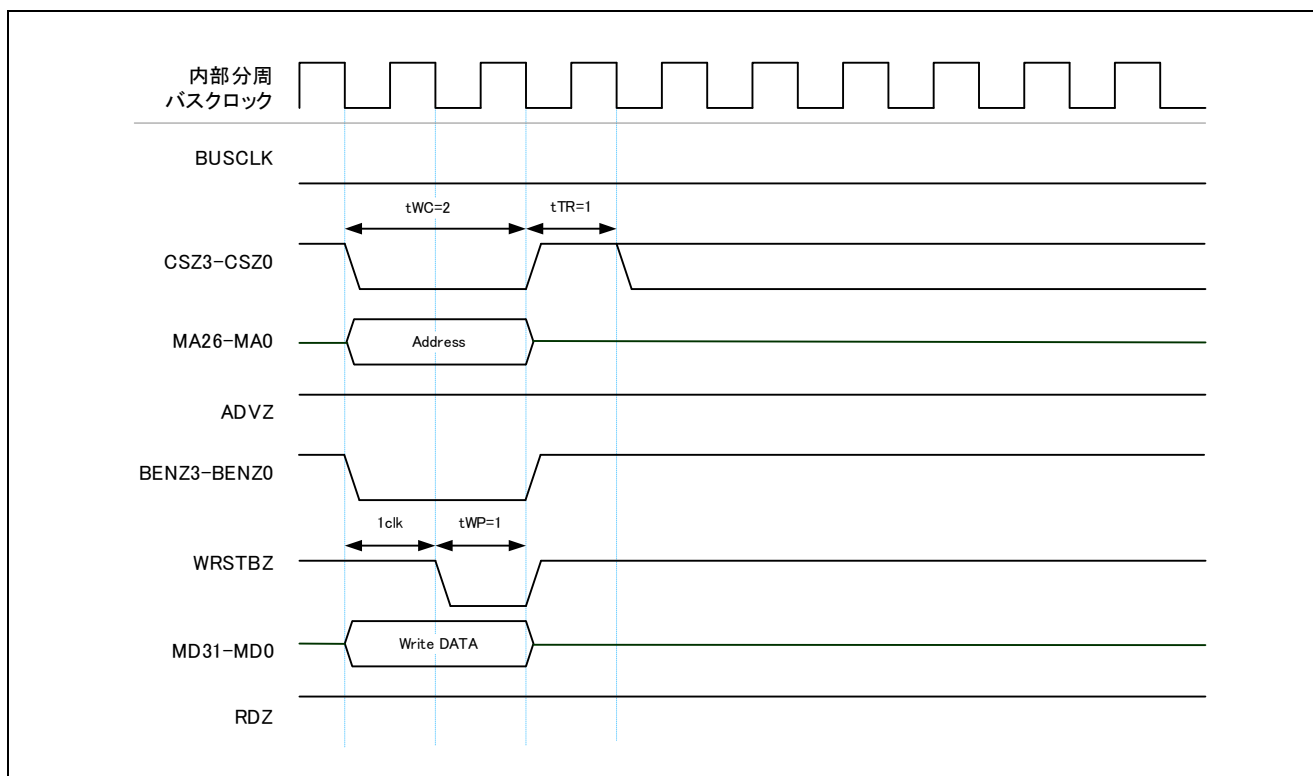 内部分周
バスクロック
BUSCLK
tWC=2
tTR=1
CSZ3-CSZ0
MA26-MA0
Address
ADVZ
BENZ3-BENZ0
1clk
tWP=1
WRSTBZ
MD31-MD0
Write DATA
RDZ